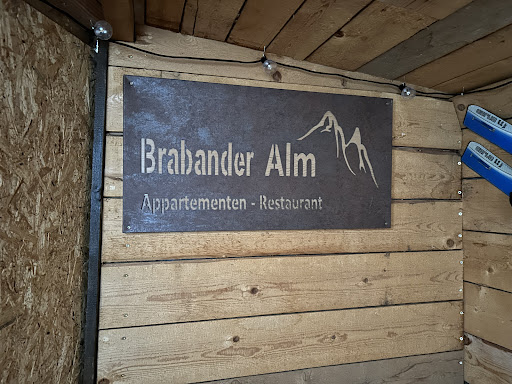 Brabander Alm
Appartementen - Restaurant